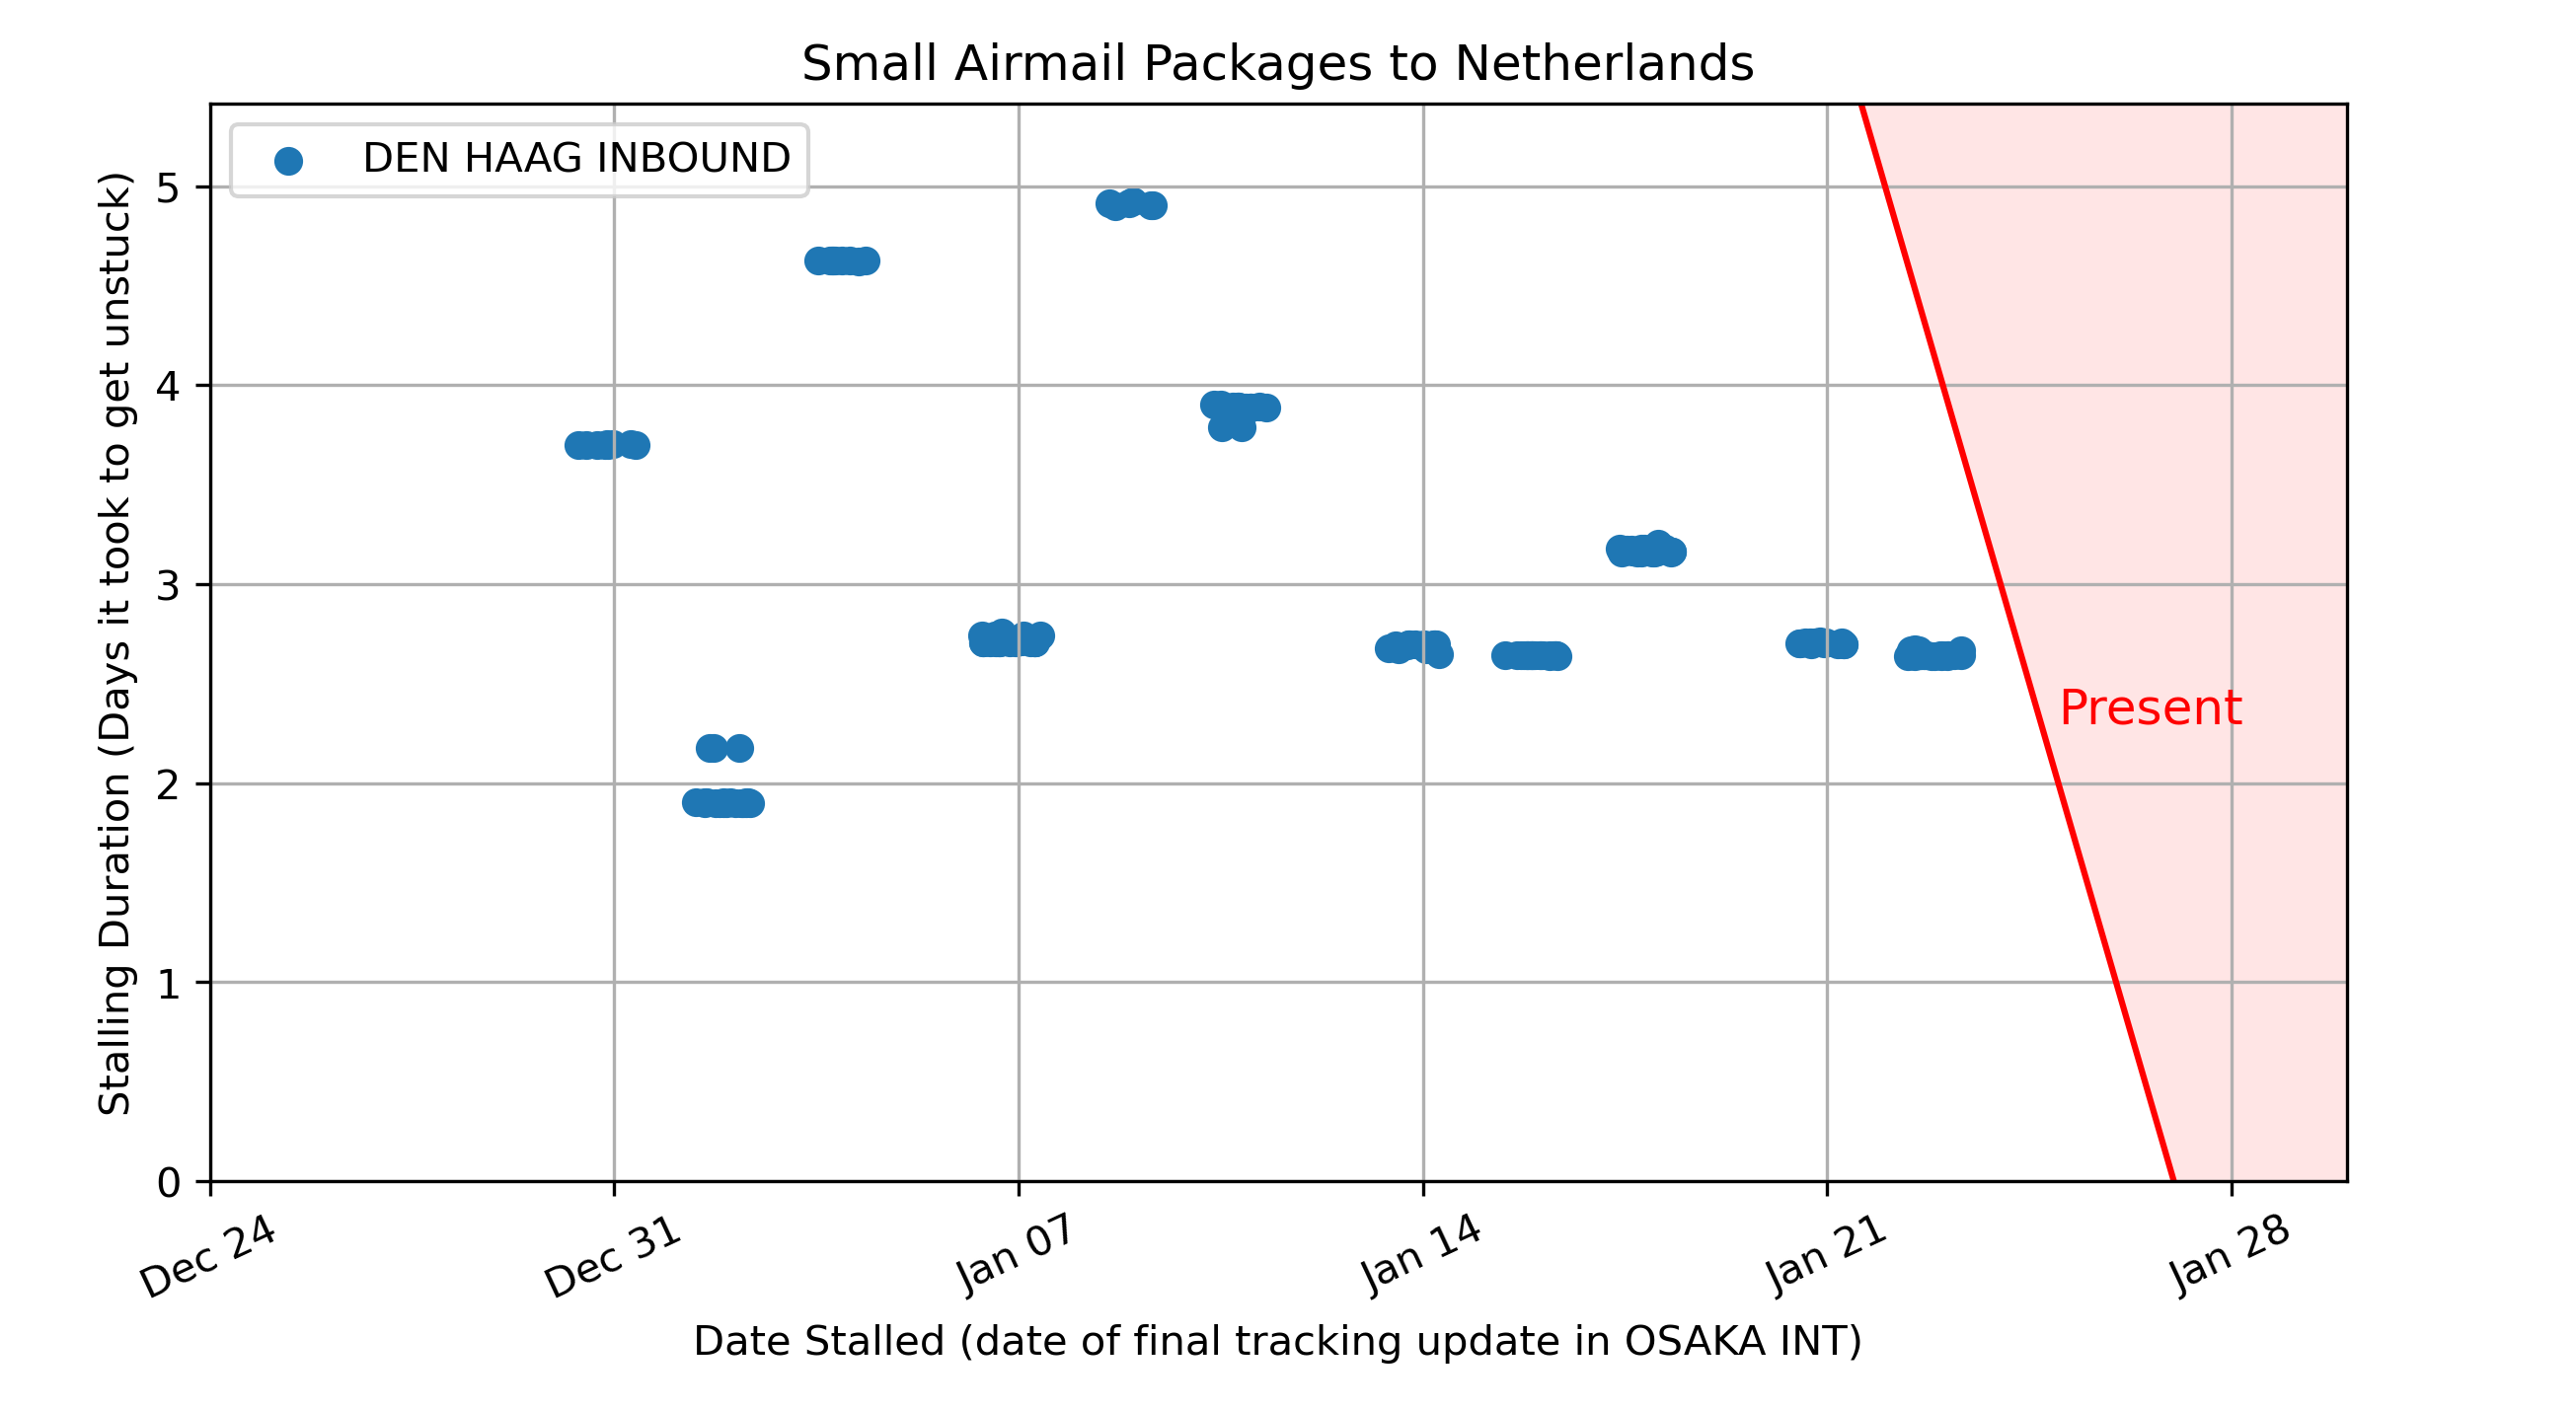 Small Airmail Packages to Netherlands
DEN HAAG INBOUND
Stalling Duration (Days it took to get unstuck)
5
4
3
2
1
0
Present
Dec 24
Dec 31
Jan 07
Jan 14
Jan 21
Jan 28
Date Stalled (date of final tracking update in OSAKA INT)